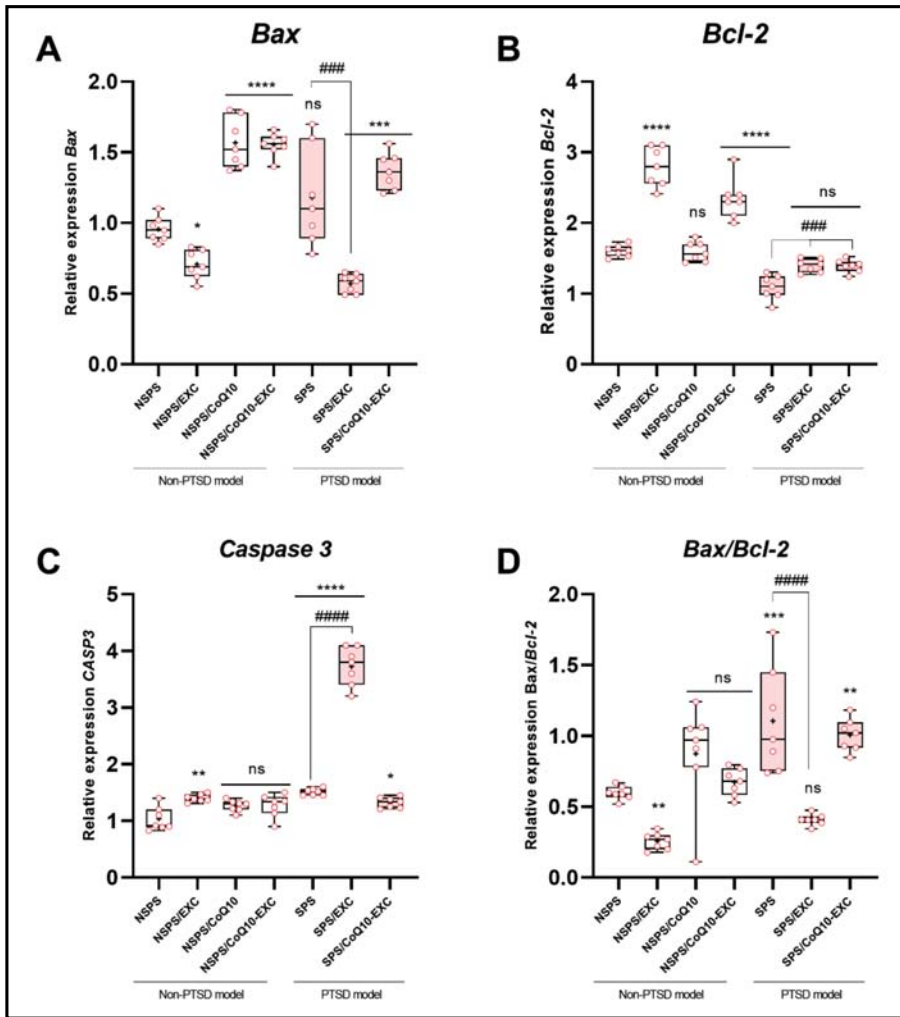 A
Bax
Relative expression Bax
2.0
1.5
1.0
0.5
0.0
*
****
ns
###
***
NSPS
NSPS/EXC
NSPS/CoQ10
NSPS/CoQ10-EXC
SPS
SPS/EXC
SPS/CoQ10-EXC
Non-PTSD model
PTSD model
B
Bcl-2
Relative expression Bcl-2
4
3
2
1
0
****
ns
****
ns
###
NSPS
NSPS/EXC
NSPS/CoQ10
NSPS/CoQ10-EXC
SPS
SPS/EXC
SPS/CoQ10-EXC
Non-PTSD model
PTSD model
C
Caspase 3
Relative expression CASP3
5
4
3
2
1
0
**
ns
****
####
*
NSPS
NSPS/EXC
NSPS/CoQ10
NSPS/CoQ10-EXC
SPS
SPS/EXC
SPS/CoQ10-EXC
Non-PTSD model
PTSD model
D
Bax/Bcl-2
Relative expression Bax/Bcl-2
2.0
1.5
1.0
0.5
0.0
**
ns
####
***
ns
**
NSPS
NSPS/EXC
NSPS/CoQ10
NSPS/CoQ10-EXC
SPS
SPS/EXC
SPS/CoQ10-EXC
Non-PTSD model
PTSD model